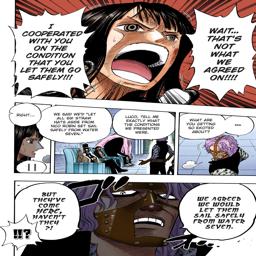 WAIT...
THAT'S
NOT
WHAT
WE
AGREED
ON!!!!
I
COOPERATED
WITH YOU
ON THE
CONDITION
THAT YOU
LET THEM GO
SAFELY!!!
WHAT ARE
YOU GETTING
SO EXCITED
ABOUT?
LUCCI, TELL ME
EXACTLY WHAT
THE CONDITIONS
WE PRESENTED
WERE.
WE SAID WE'D "LET
ALL SIX STRAW
HATS ASIDE FROM
NICO ROBIN SET SAIL
SAFELY FROM
WATER SEVEN."
RIGHT...
WE AGREED
WE WOULD
LET THEM
SAIL SAFELY
FROM WATER
SEVEN.
BUT
THEY'VE
COME
HERE,
HAVEN'T
THEY?!
!!?